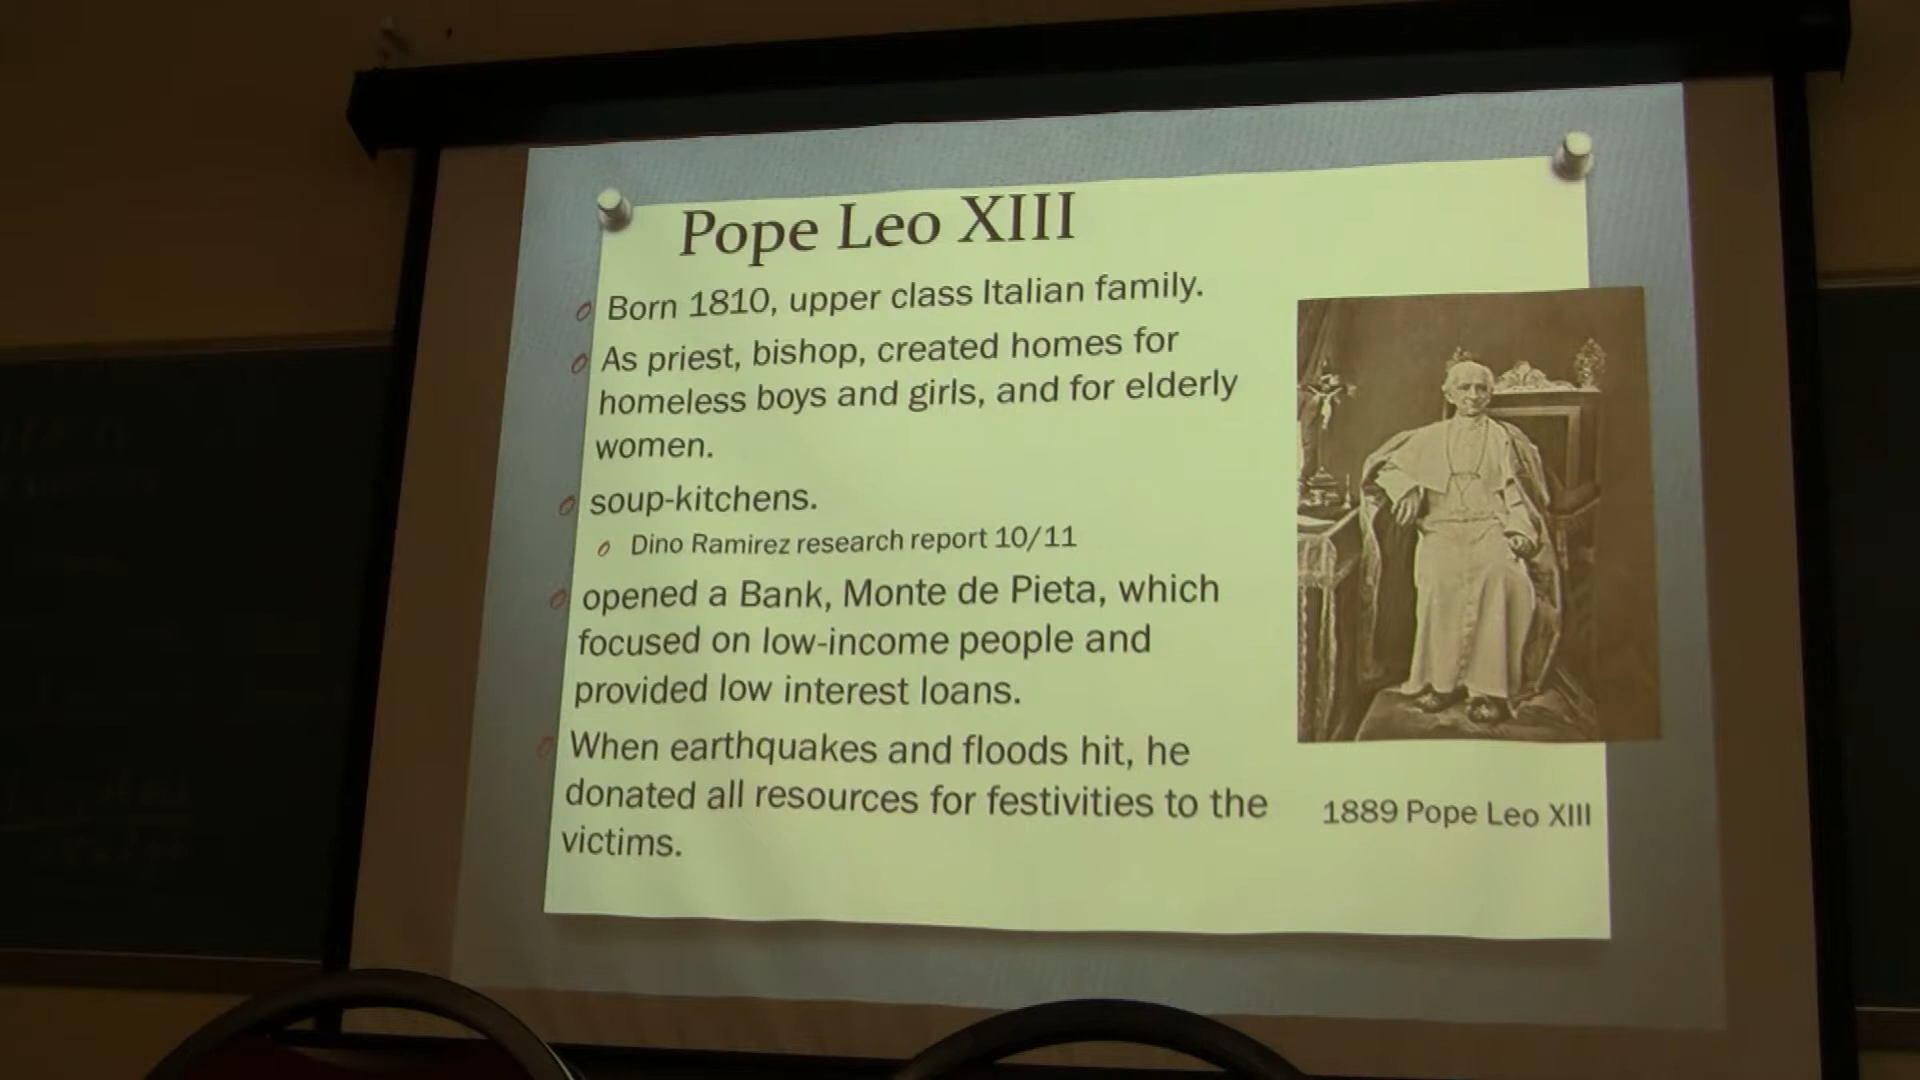 Pope Leo XIII
Born 1810, upper class Italian family.
As priest, bishop, created homes for
homeless boys and girls, and for elderly
women.
soup-kitchens.
Dino Ramirez research report 10/11
opened a Bank, Monte de Pieta, which
focused on low-income people and
provided low interest loans.
When earthquakes and floods hit, he
donated all resources for festivities to the
victims.
1889 Pope Leo XIII